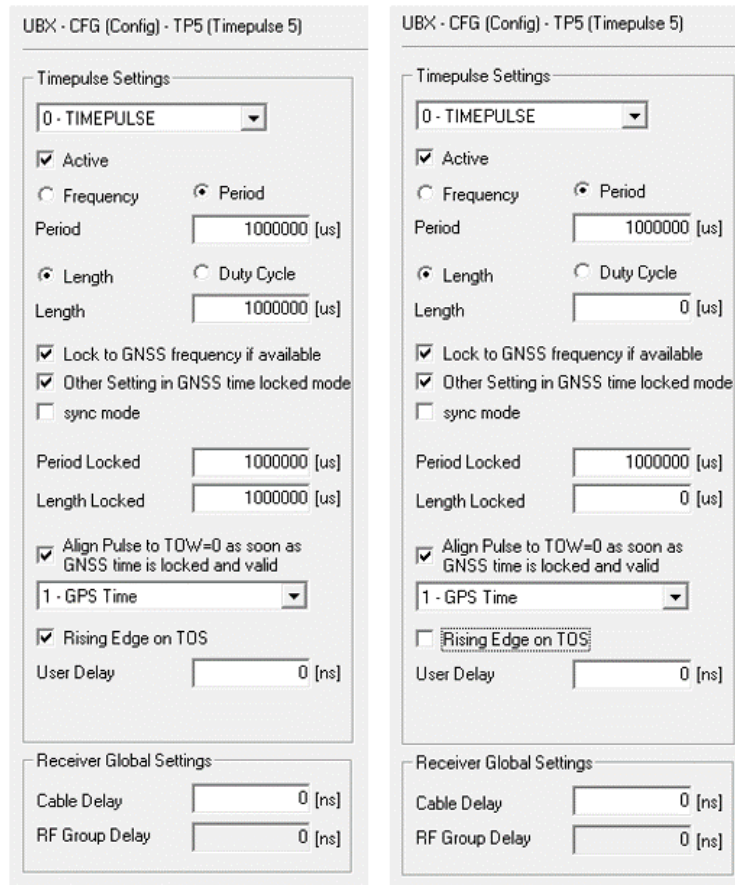 UBX - CFG (Config) - TP5 (Timepulse 5)
Timepulse Settings
0 - TIMEPULSE
Active
Frequency Period
Period 1000000 [us]
Length Duty Cycle
Length 1000000 [us]
Lock to GNSS frequency if available
Other Setting in GNSS time locked mode
sync mode
Period Locked 1000000 [us]
Length Locked 1000000 [us]
Align Pulse to TOW=0 as soon as
GNSS time is locked and valid
1 - GPS Time
Rising Edge on TOS
User Delay 0 [ns]
Receiver Global Settings
Cable Delay 0 [ns]
RF Group Delay 0 [ns]
UBX - CFG (Config) - TP5 (Timepulse 5)
Timepulse Settings
0 - TIMEPULSE
Active
Frequency Period
Period 1000000 [us]
Length Duty Cycle
Length 0 [us]
Lock to GNSS frequency if available
Other Setting in GNSS time locked mode
sync mode
Period Locked 1000000 [us]
Length Locked 0 [us]
Align Pulse to TOW=0 as soon as
GNSS time is locked and valid
1 - GPS Time
Rising Edge on TOS
User Delay 0 [ns]
Receiver Global Settings
Cable Delay 0 [ns]
RF Group Delay 0 [ns]